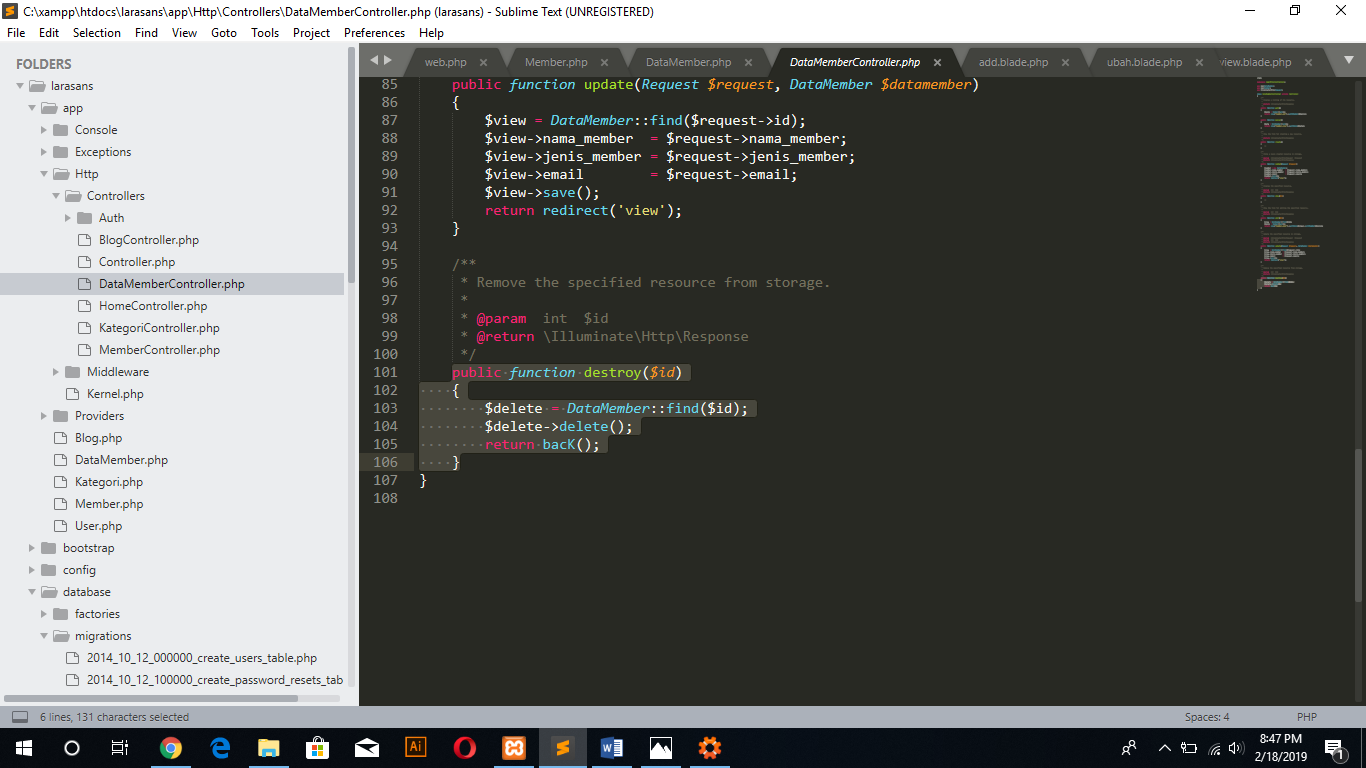 C:\xampp\htdocs\larasans\app\Http\Controllers\DataMemberController.php (larasans) - Sublime Text (UNREGISTERED)
File Edit Selection Find View Goto Tools Project Preferences Help
FOLDERS
larasans
app
Console
Exceptions
Http
Controllers
Auth
BlogController.php
Controller.php
DataMemberController.php
HomeController.php
KategoriController.php
MemberController.php
Middleware
Kernel.php
Providers
Blog.php
DataMember.php
Kategori.php
Member.php
User.php
bootstrap
config
database
factories
migrations
2014_10_12_000000_create_users_table.php
2014_10_12_100000_create_password_resets_tab
web.php Member.php DataMember.php DataMemberController.php add.blade.php ubah.blade.php view.blade.php
85 public function update(Request $request, DataMember $datamember)
86 {
87 $view = DataMember::find($request->id);
88 $view->nama_member = $request->nama_member;
89 $view->jenis_member = $request->jenis_member;
90 $view->email = $request->email;
91 $view->save();
92 return redirect('view');
93 }
94
95 /**
96 * Remove the specified resource from storage.
97 *
98 * @param int $id
99 * @return \Illuminate\Http\Response
100 */
101 public function destroy($id)
102 {
103 $delete = DataMember::find($id);
104 $delete->delete();
105 return bacK();
106 }
107 }
108
6 lines, 131 characters selected Spaces: 4 PHP
Ai W 8:47 PM
2/18/2019 1